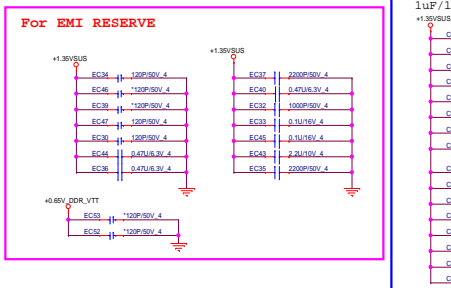 For EMI RESERVE
+1.35VSUS
EC34 120P/50V_4
EC46 *120P/50V_4
EC39 *120P/50V_4
EC47 120P/50V_4
EC30 120P/50V_4
EC44 0.47U/6.3V_4
EC36 0.47U/6.3V_4
+1.35VSUS
EC37 2200P/50V_4
EC40 0.47U/6.3V_4
EC32 1000P/50V_4
EC33 0.1U/16V_4
EC45 0.1U/16V_4
EC43 2.2U/10V_4
EC35 2200P/50V_4
+0.65V_DDR_VTT
EC53 *120P/50V_4
EC52 *120P/50V_4
1uF/1
+1.35VSUS
C
C
C
C
C
C
C
C
C
C
C
C
C
C